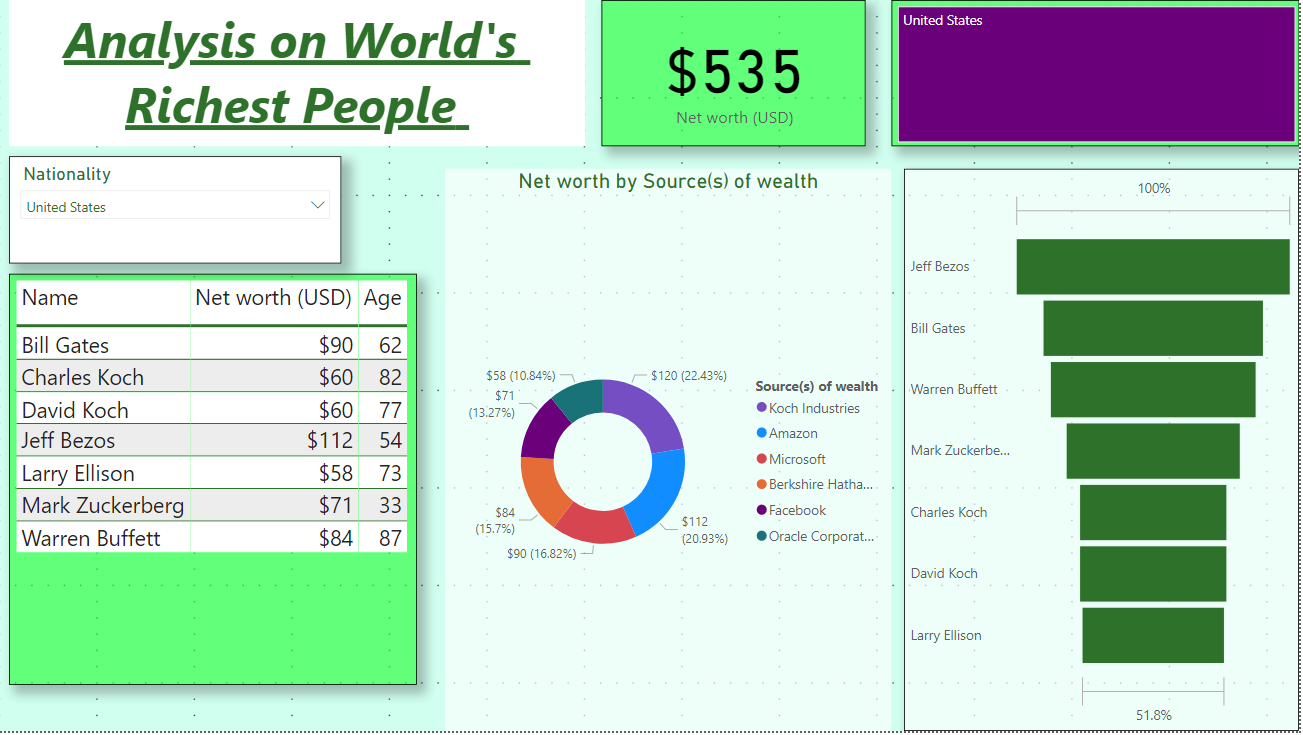 Analysis on World's
Richest People
$535
Net worth (USD)
United States
Nationality
United States
Name Net worth (USD) Age
Bill Gates $90 62
Charles Koch $60 82
David Koch $60 77
Jeff Bezos $112 54
Larry Ellison $58 73
Mark Zuckerberg $71 33
Warren Buffett $84 87
Net worth by Source(s) of wealth
$58 (10.84%)
$120 (22.43%)
$71
(13.27%)
$84
(15.7%)
$112
(20.93%)
$90 (16.82%)
Source(s) of wealth
Koch Industries
Amazon
Microsoft
Berkshire Hatha...
Facebook
Oracle Corporat...
100%
Jeff Bezos
Bill Gates
Warren Buffett
Mark Zuckerbe...
Charles Koch
David Koch
Larry Ellison
51.8%